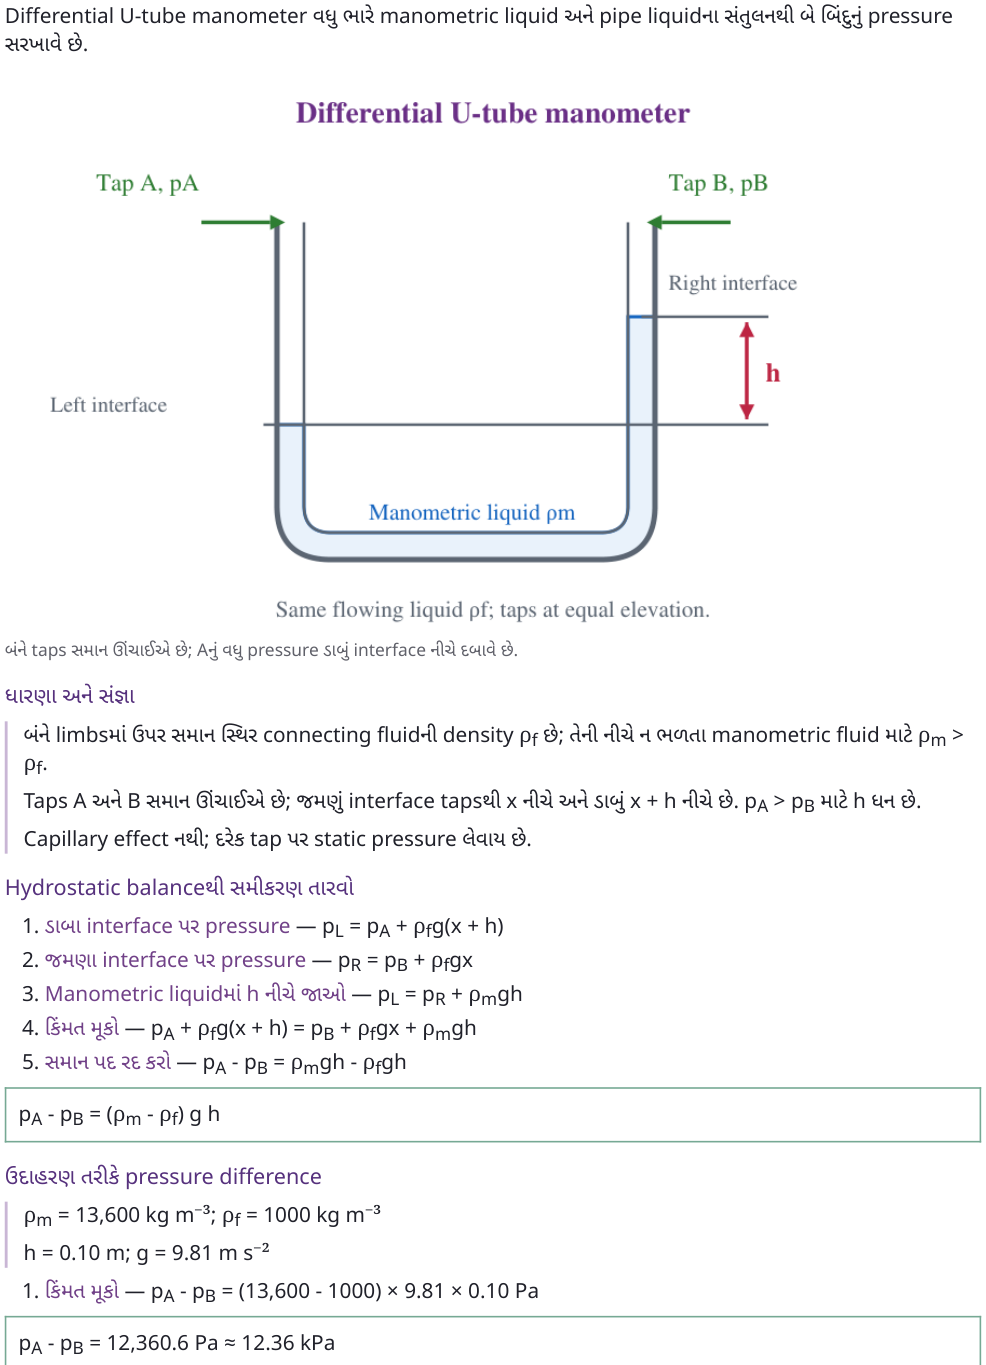 Differential U-tube manometer વધુ ભારે manometric liquid અને pipe liquidના સંતુલનથી બે બિંદુનું pressure
સરખાવે છે.
Differential U-tube manometer
Tap A, pA
Tap B, pB
Right interface
h
Left interface
Manometric liquid ρm
Same flowing liquid ρf; taps at equal elevation.
બંને taps સમાન ઊંચાઈએ છે; Aનું વધુ pressure ડાબું interface નીચે દબાવે છે.
ધારણા અને સંજ્ઞા
બંને limbsમાં ઉપર સમાન સ્થિર connecting fluidની density ρf છે; તેની નીચે ન ભળતા manometric fluid માટે ρm >
ρf.
Taps A અને B સમાન ઊંચાઈએ છે; જમણું interface tapsથી x નીચે અને ડાબું x + h નીચે છે. pA > pB માટે h ધન છે.
Capillary effect નથી; દરેક tap પર static pressure લેવાય છે.
Hydrostatic balanceથી સમીકરણ તારવો
1. ડાબા interface પર pressure — pL = pA + ρfg(x + h)
2. જમણા interface પર pressure — pR = pB + ρfgx
3. Manometric liquidમાં h નીચે જાઓ — pL = pR + ρmgh
4. કિંમત મૂકો — pA + ρfg(x + h) = pB + ρfgx + ρmgh
5. સમાન પદ રદ કરો — pA - pB = ρmgh - ρfgh
pA - pB = (ρm - ρf) g h
ઉદાહરણ તરીકે pressure difference
ρm = 13,600 kg m⁻³; ρf = 1000 kg m⁻³
h = 0.10 m; g = 9.81 m s⁻²
1. કિંમત મૂકો — pA - pB = (13,600 - 1000) × 9.81 × 0.10 Pa
pA - pB = 12,360.6 Pa ≈ 12.36 kPa